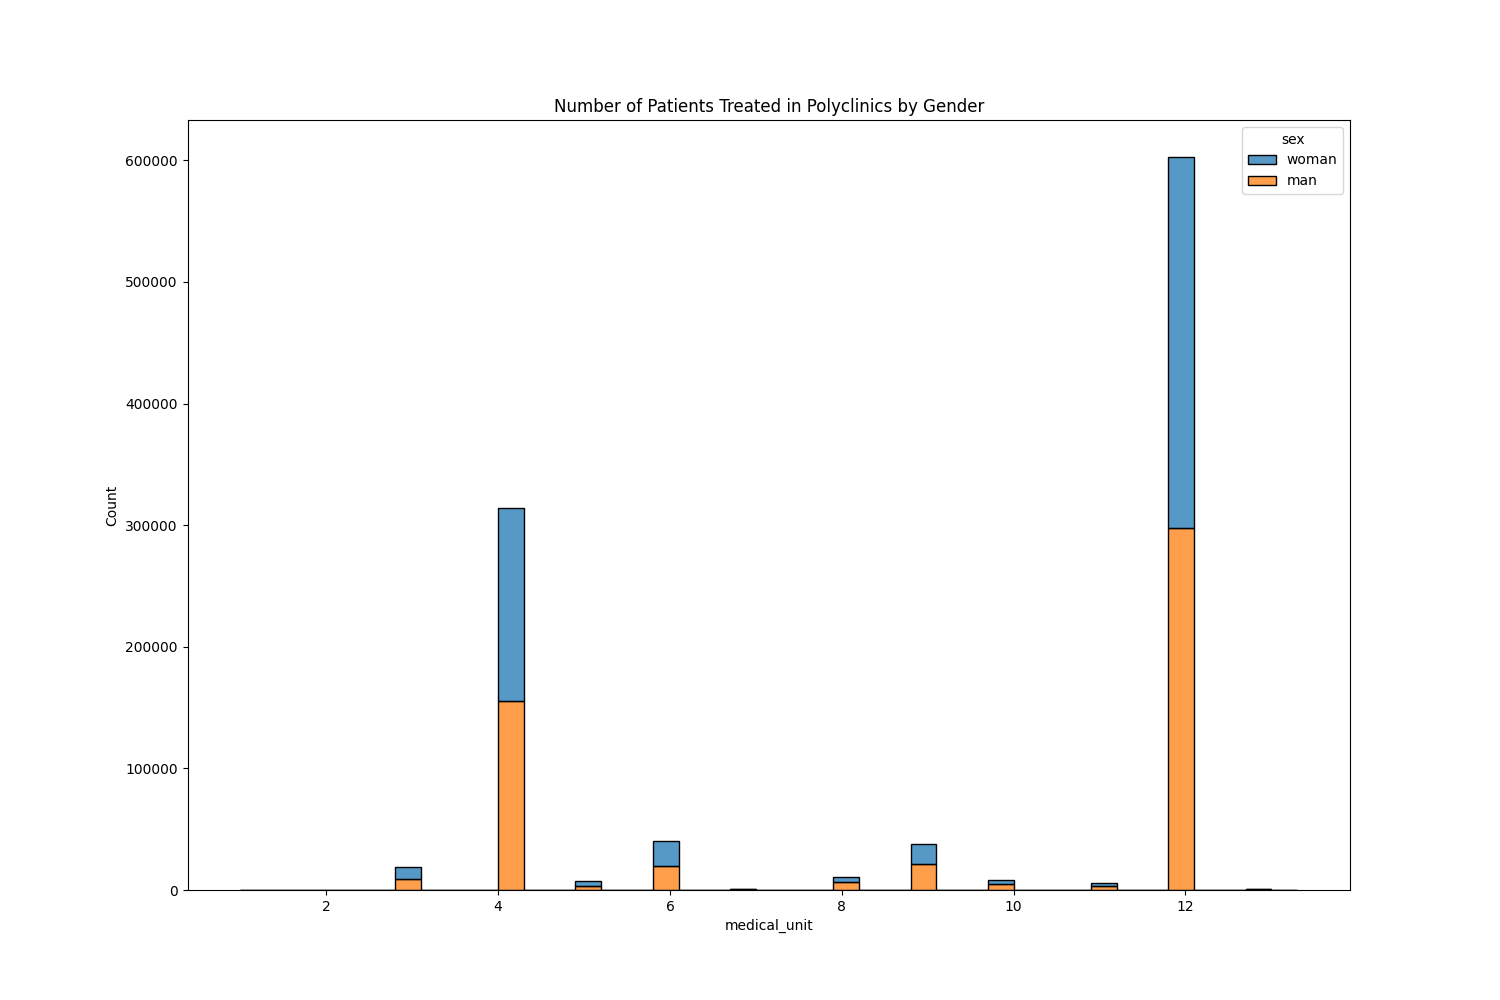 Number of Patients Treated in Polyclinics by Gender
sex
woman
man
600000
500000
400000
300000
200000
100000
0
Count
2 4 6 8 10 12
medical_unit